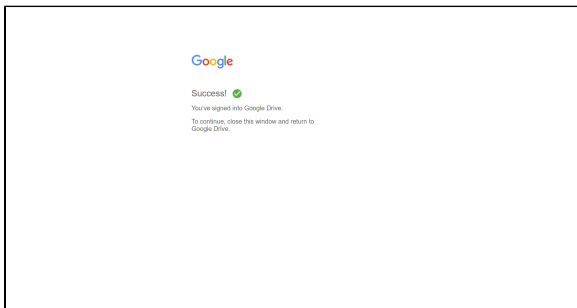 Google
Success!
You've signed into Google Drive.
To continue, close this window and return to
Google Drive.